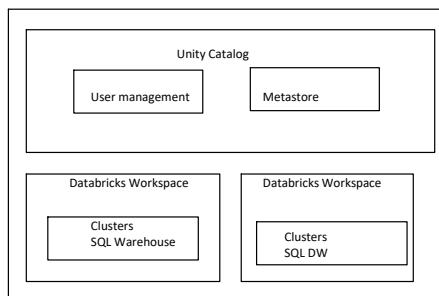 Unity Catalog
User management
Metastore
Databricks Workspace
Clusters
SQL Warehouse
Databricks Workspace
Clusters
SQL DW